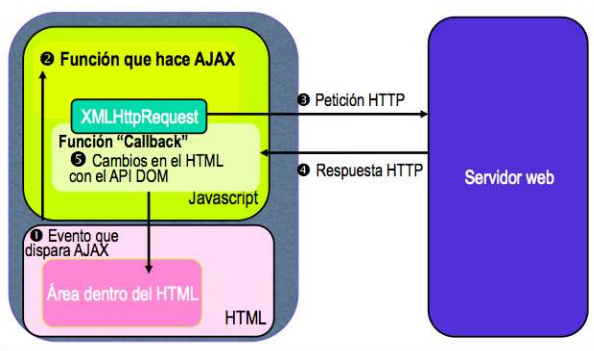 ❷ Función que hace AJAX
XMLHttpRequest
Función “Callback”
❺ Cambios en el HTML
con el API DOM
Javascript
❸ Petición HTTP
❹ Respuesta HTTP
Servidor web
❶ Evento que
dispara AJAX
Área dentro del HTML
HTML